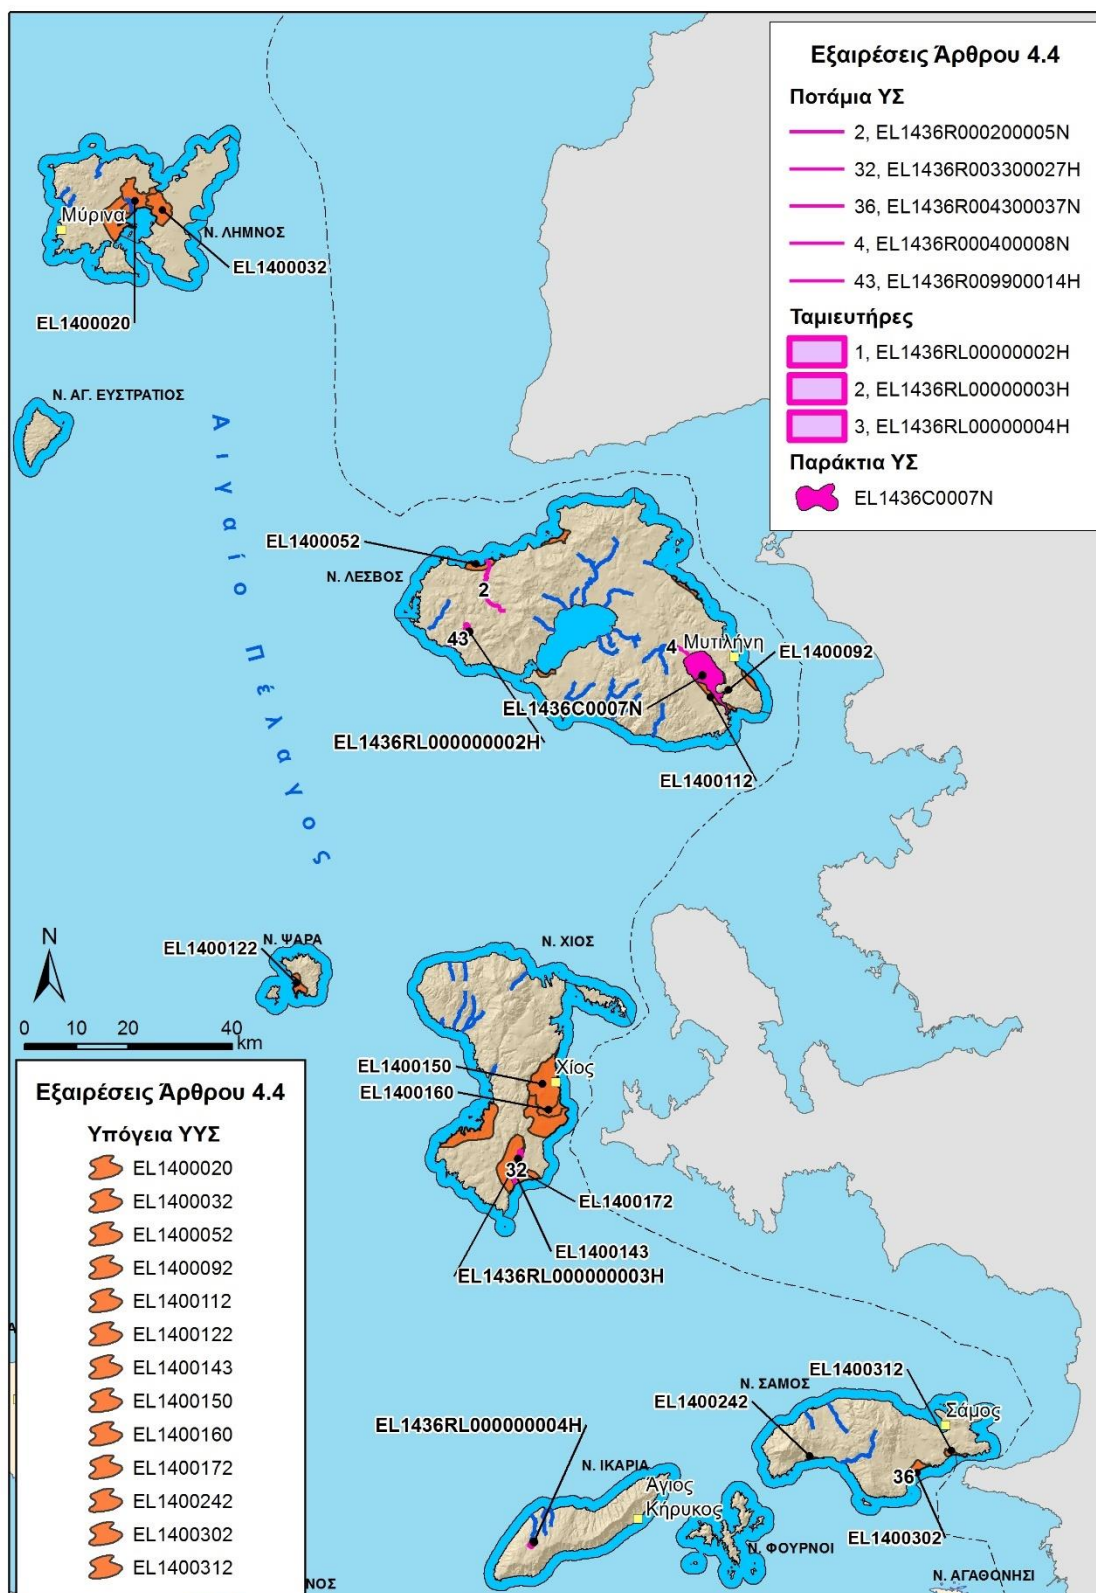 Εξαιρέσεις Άρθρου 4.4
Ποτάμια ΥΣ
2, EL1436R000200005N
32, EL1436R003300027H
36, EL1436R004300037N
4, EL1436R000400008N
43, EL1436R009900014H
Ταμιευτήρες
1, EL1436RL00000002H
2, EL1436RL00000003H
3, EL1436RL00000004H
Παράκτια ΥΣ
EL1436C0007N
Μύρινα
Ν. ΛΗΜΝΟΣ
EL1400032
EL1400020
Ν. ΑΓ. ΕΥΣΤΡΑΤΙΟΣ
Αιγαίο Πέλαγος
EL1400052
Ν. ΛΕΣΒΟΣ
2
43
4
Μυτιλήνη
EL1400092
EL1436C0007N
EL1436RL000000002H
EL1400112
Ν. ΨΑΡΑ
EL1400122
Ν. ΧΙΟΣ
N
0 10 20 40
km
EL1400150
Χίος
EL1400160
32
EL1400172
EL1400143
EL1436RL000000003H
EL1400312
Ν. ΣΑΜΟΣ
EL1400242
Σάμος
EL1436RL000000004H
Ν. ΙΚΑΡΙΑ
Άγιος
Κήρυκος
36
EL1400302
Ν. ΦΟΥΡΝΟΙ
Ν. ΑΓΑΘΟΝΗΣΙ
Εξαιρέσεις Άρθρου 4.4
Υπόγεια ΥΥΣ
EL1400020
EL1400032
EL1400052
EL1400092
EL1400112
EL1400122
EL1400143
EL1400150
EL1400160
EL1400172
EL1400242
EL1400302
EL1400312
ΝΟΣ